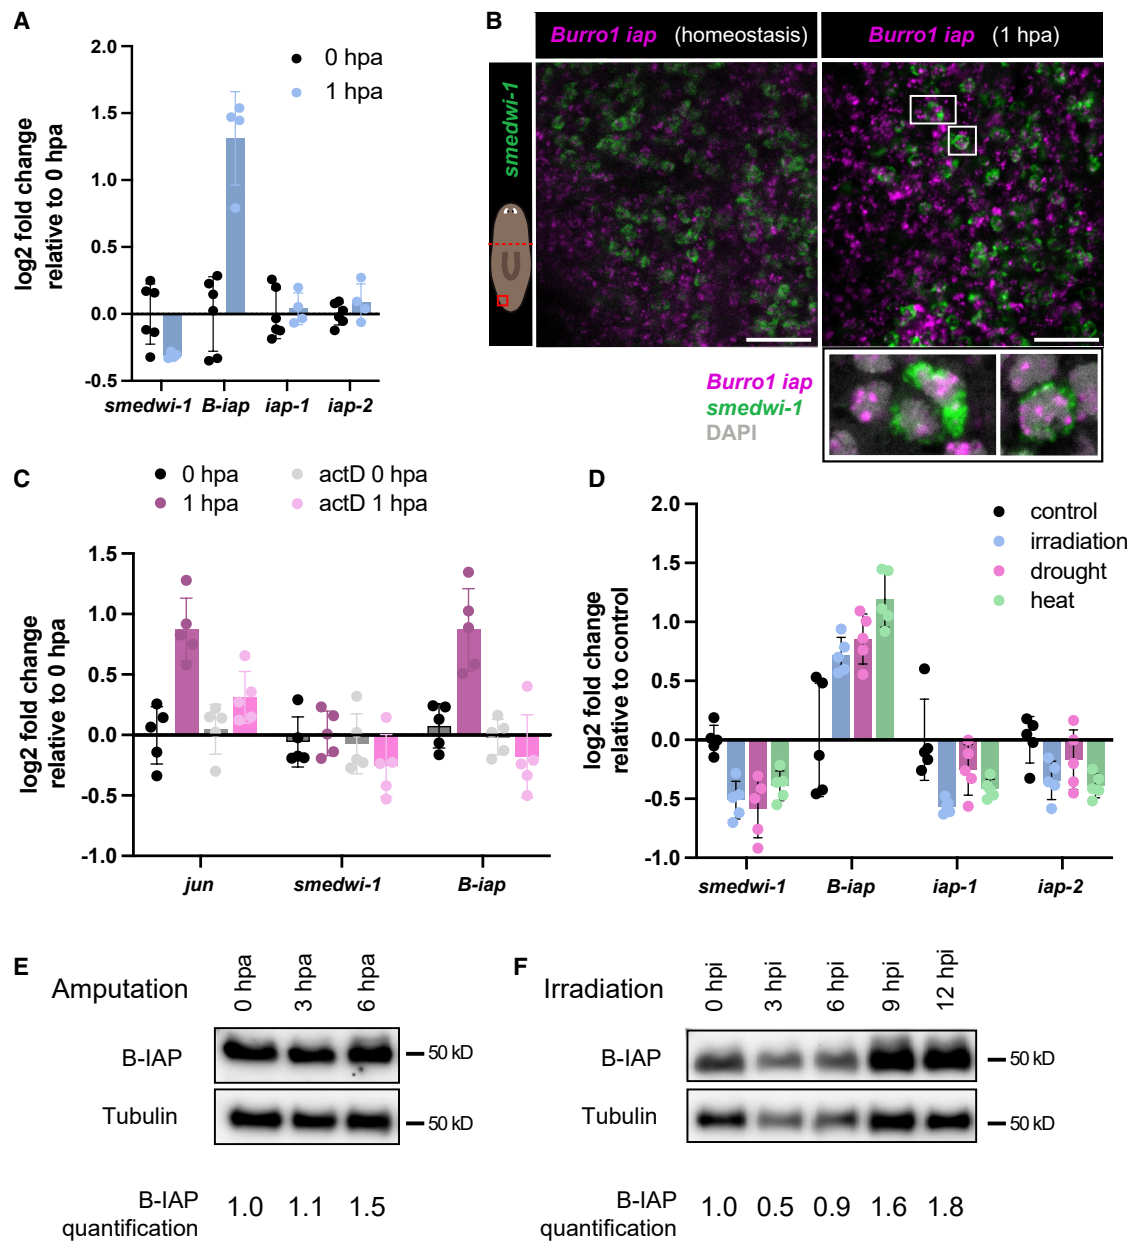 A
log2 fold change
relative to 0 hpa
2.0
1.5
1.0
0.5
0.0
-0.5
0 hpa
1 hpa
smedwi-1 B-iap iap-1 iap-2
B
Burro1 iap (homeostasis)
Burro1 iap (1 hpa)
smedwi-1
Burro1 iap
smedwi-1
DAPI
C
0 hpa
1 hpa
actD 0 hpa
actD 1 hpa
log2 fold change
relative to 0 hpa
1.5
1.0
0.5
0.0
-0.5
-1.0
jun smedwi-1 B-iap
D
log2 fold change
relative to control
2.0
1.5
1.0
0.5
0.0
-0.5
-1.0
control
irradiation
drought
heat
smedwi-1 B-iap iap-1 iap-2
E
Amputation
0 hpa 3 hpa 6 hpa
B-IAP
50 kD
Tubulin
50 kD
B-IAP
quantification
1.0 1.1 1.5
F
Irradiation
0 hpi 3 hpi 6 hpi 9 hpi 12 hpi
B-IAP
50 kD
Tubulin
50 kD
B-IAP
quantification
1.0 0.5 0.9 1.6 1.8